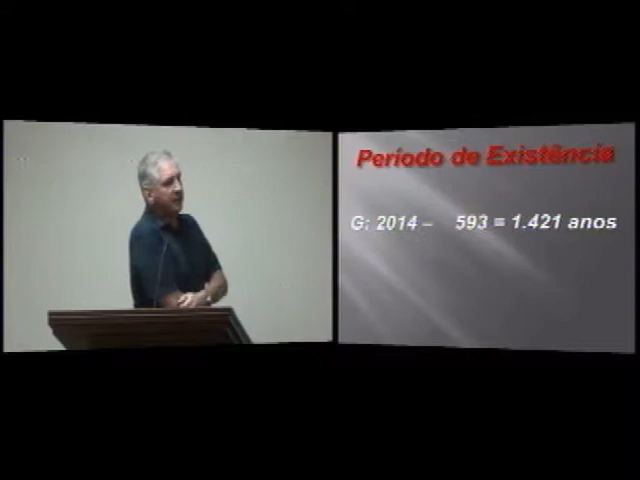 Período de Existência
G: 2014 – 593 = 1.421 anos